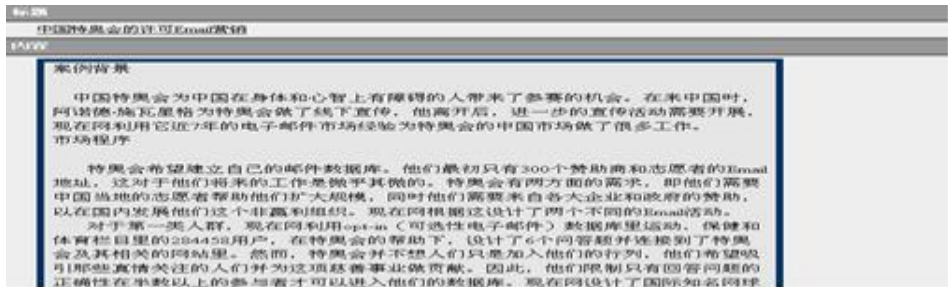 中国特奥会的许可Email营销
案例背景
中国特奥会为中国在身体和心智上有障碍的人带来了参赛的机会。在来中国时,
阿诺德·施瓦里格为特奥会做了线下宣传,他离开后,进一步的宣传活动需要开展,
现在网利用它近7年的电子邮件市场经验为特奥会的中国市场做了很多工作。
市场程序
特奥会希望建立自己的邮件数据库。他们最初只有300个赞助商和志愿者的Email
地址,这对于他们将来的工作是微乎其微的。特奥会有两方面的需求,即他们需要
中国当地的志愿者帮助他们扩大规模,同时他们需要来自各大企业和政府的赞助,
以在国内发展他们这个非赢利组织。现在网根据这设计了两个不同的Email活动。
对于第一类人群,现在网利用opt-in(可选性电子邮件)数据库里运动、保健和
体育栏目里的284458用户,在特奥会的帮助下,设计了6个问答题并连接到了特奥
会及其相关的网站里。然而,特奥会并不想人们只是加入他们的行列,他们希望吸
引那些真情关注的人们并为这项慈善事业做贡献。因此,他们限制只有回答问题的
正确性在半数以上的参与者才可以进入他们的数据库。现在网设计了国际知名网球